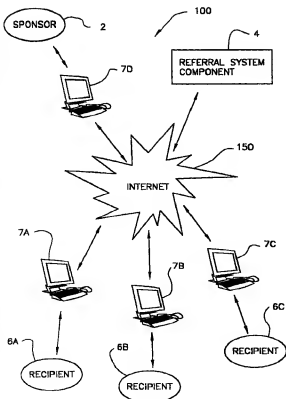 SPONSOR
2
100
4
7D
REFERRAL SYSTEM
COMPONENT
150
INTERNET
7A
7B
7C
6A
6B
6C
RECIPIENT
RECIPIENT
RECIPIENT